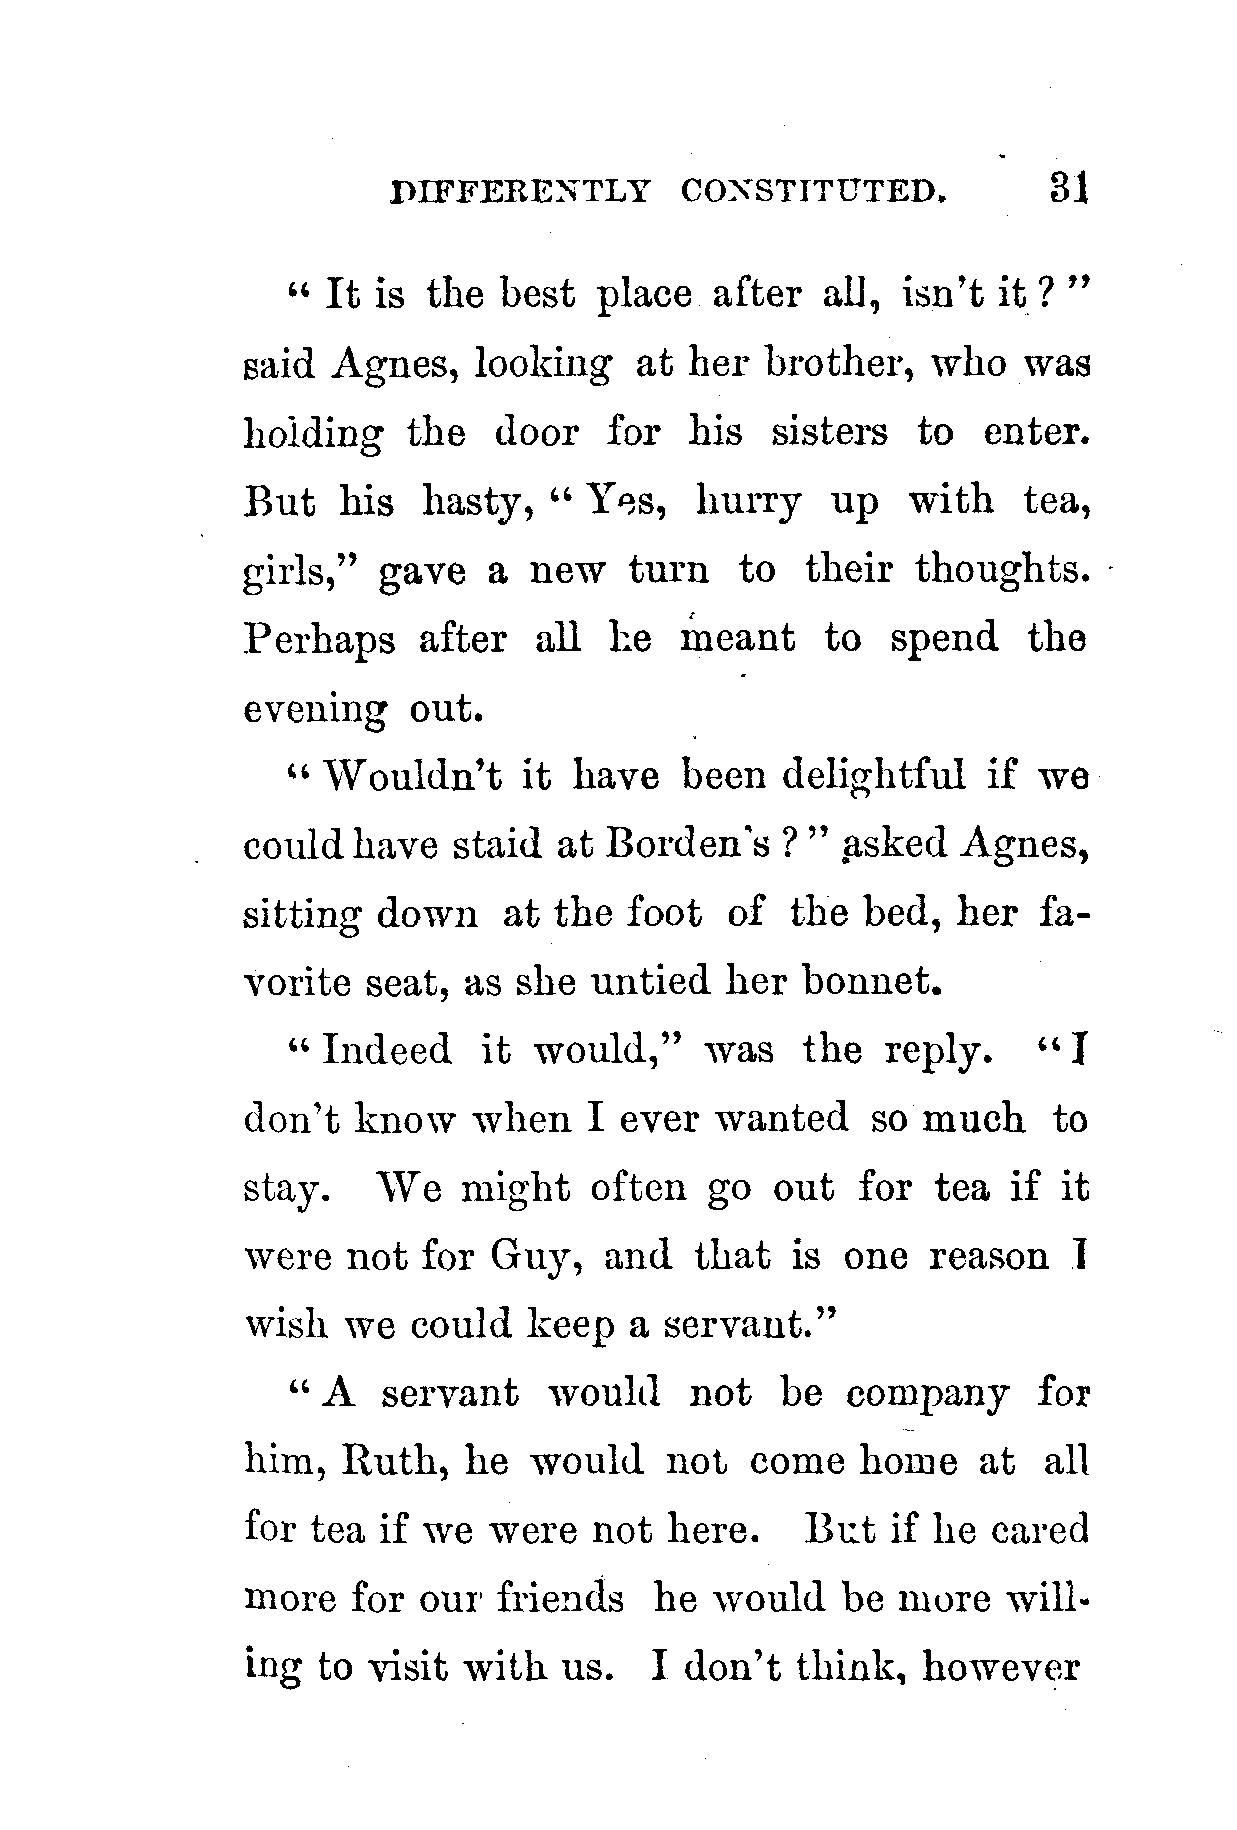 DIFFERENTLY CONSTITUTED. 31
“ It is the best place after all, isn't it ? ”
said Agnes, looking at her brother, who was
holding the door for his sisters to enter.
But his hasty, “ Yes, hurry up with tea,
girls,” gave a new turn to their thoughts.
Perhaps after all he meant to spend the
evening out.
“ Wouldn't it have been delightful if we
could have staid at Borden's ? ” asked Agnes,
sitting down at the foot of the bed, her fa-
vorite seat, as she untied her bonnet.
“ Indeed it would,” was the reply. “ I
don't know when I ever wanted so much to
stay. We might often go out for tea if it
were not for Guy, and that is one reason I
wish we could keep a servant.”
“ A servant would not be company for
him, Ruth, he would not come home at all
for tea if we were not here. But if he cared
more for our friends he would be more will-
ing to visit with us. I don't think, however